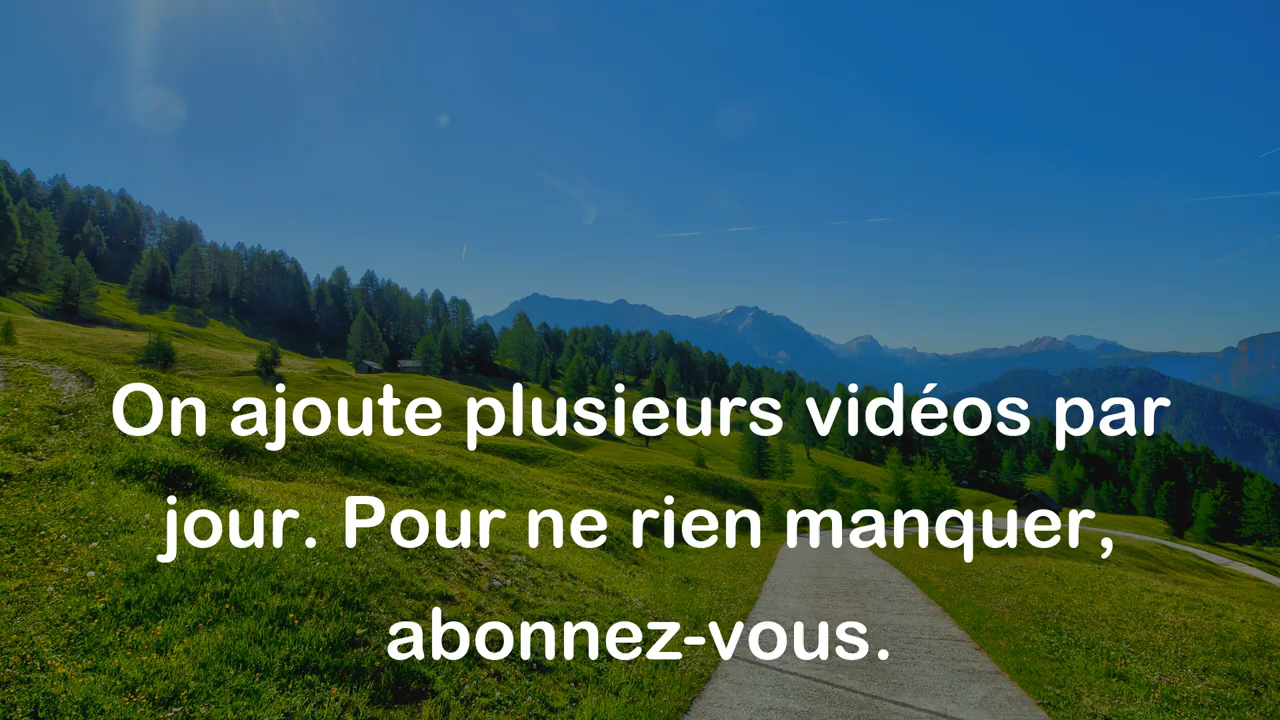 On ajoute plusieurs vidéos par
jour. Pour ne rien manquer,
abonnez-vous.